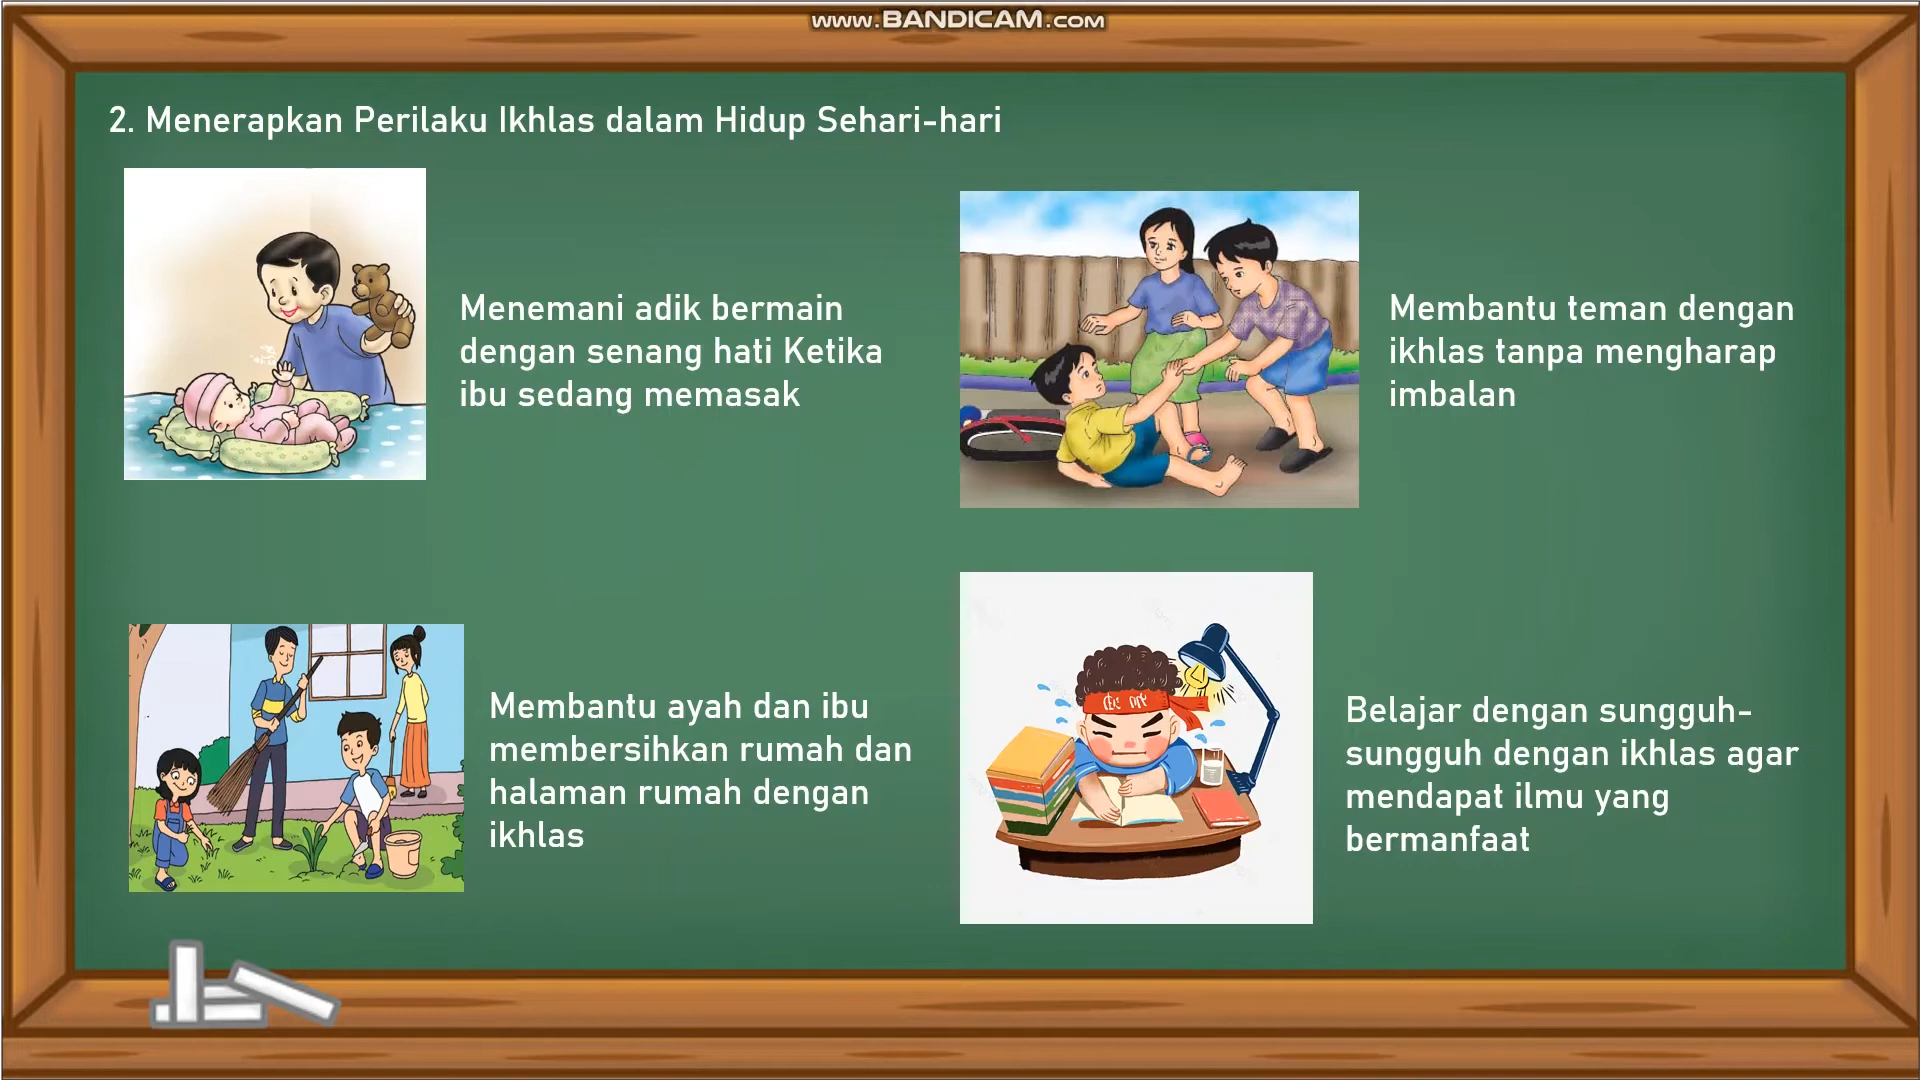 www.BANDICAM.com
2. Menerapkan Perilaku Ikhlas dalam Hidup Sehari-hari
Menemani adik bermain
dengan senang hati Ketika
ibu sedang memasak
Membantu teman dengan
ikhlas tanpa mengharap
imbalan
Membantu ayah dan ibu
membersihkan rumah dan
halaman rumah dengan
ikhlas
Belajar dengan sungguh-
sungguh dengan ikhlas agar
mendapat ilmu yang
bermanfaat